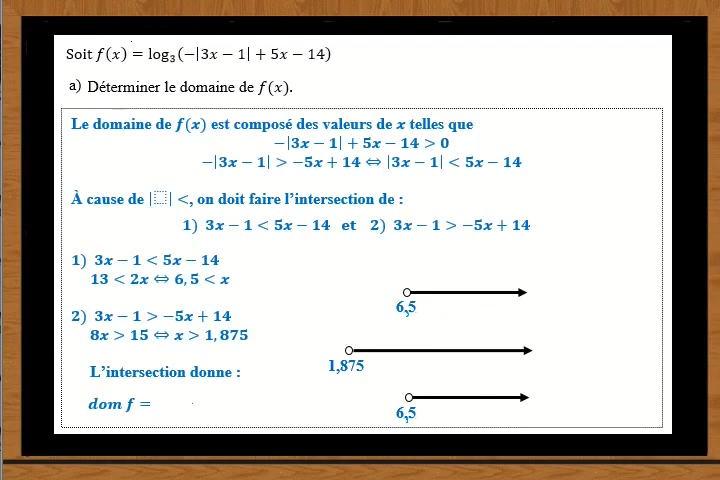 Soit f(x) = log₃(−|3x − 1| + 5x − 14)
a) Déterminer le domaine de f(x).
Le domaine de f(x) est composé des valeurs de x telles que
−|3x − 1| + 5x − 14 > 0
−|3x − 1| > −5x + 14 ⇔ |3x − 1| < 5x − 14
À cause de |⬚| <, on doit faire l’intersection de :
1) 3x − 1 < 5x − 14 et 2) 3x − 1 > −5x + 14
1) 3x − 1 < 5x − 14
13 < 2x ⇔ 6,5 < x
6,5
2) 3x − 1 > −5x + 14
8x > 15 ⇔ x > 1,875
1,875
L’intersection donne :
dom f =
6,5